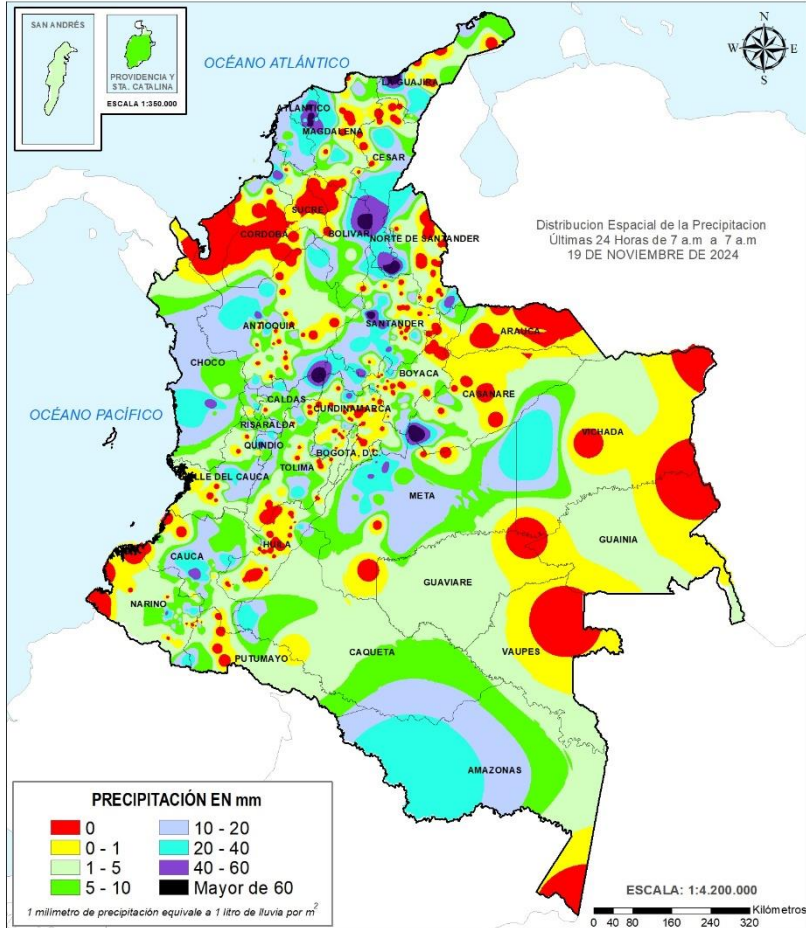 SAN ANDRÉS
PROVIDENCIA Y
STA. CATALINA
ESCALA 1:350.000
OCÉANO ATLÁNTICO
N
W
E
S
LA GUAJIRA
ATLANTICO
MAGDALENA
CESAR
SUCRE
CORDOBA
BOLIVAR
NORTE DE SANTANDER
Distribucion Espacial de la Precipitacion
Últimas 24 Horas de 7 a.m a 7 a.m
19 DE NOVIEMBRE DE 2024
ANTIOQUIA
SANTANDER
ARAUCA
CHOCO
BOYACA
CASANARE
OCÉANO PACÍFICO
CALDAS
CUNDINAMARCA
RISARALDA
VICHADA
QUINDIO
BOGOTA, D.C.
TOLIMA
VALLE DEL CAUCA
META
HUILA
GUAINIA
CAUCA
GUAVIARE
NARIÑO
CAQUETA
VAUPES
PUTUMAYO
AMAZONAS
PRECIPITACIÓN EN mm
0
10 - 20
0 - 1
20 - 40
1 - 5
40 - 60
5 - 10
Mayor de 60
1 milímetro de precipitación equivale a 1 litro de lluvia por m²
ESCALA: 1:4.200.000
Kilómetros
0 40 80 160 240 320